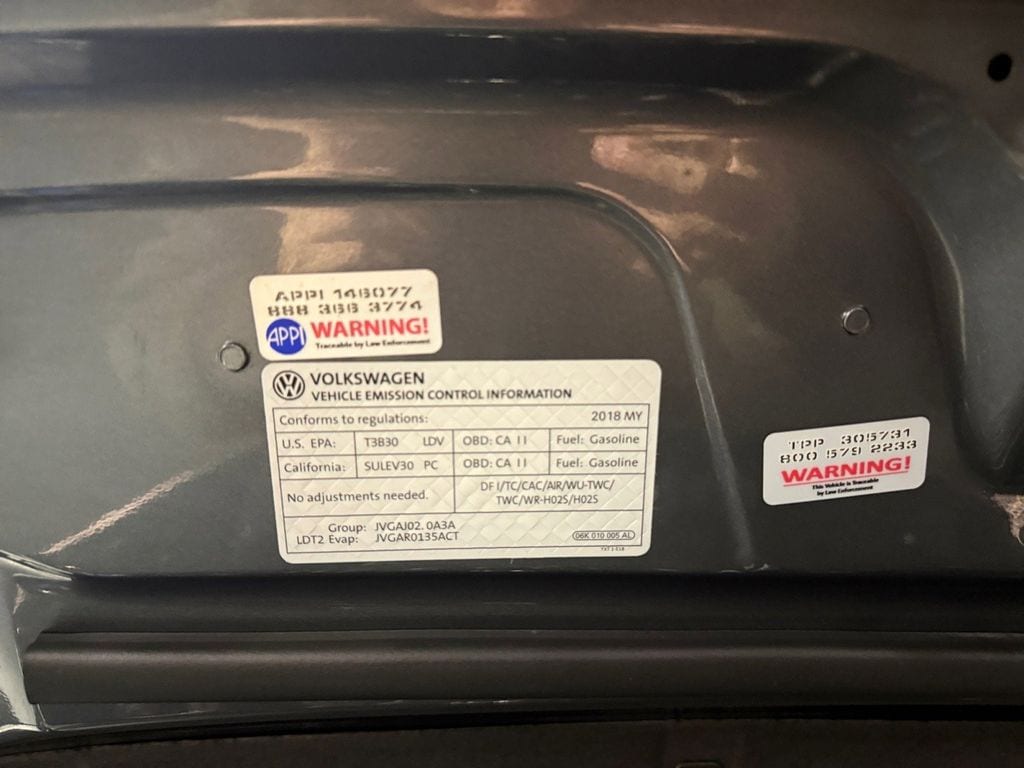 APPI 146077
888 366 3774
APPI WARNING!
Traceable by Law Enforcement
VOLKSWAGEN
VEHICLE EMISSION CONTROL INFORMATION
Conforms to regulations: 2018 MY
U.S. EPA: T3B30 LDV OBD: CA II Fuel: Gasoline
California: SULEV30 PC OBD: CA II Fuel: Gasoline
No adjustments needed.
DFI/TC/CAC/AIR/WU-TWC/
TWC/WR-HO2S/HO2S
Group: JVGAJ02.0A3A
LDT2 Evap: JVGAR0135ACT
06K 010 005 AL
TPP 305731
800 579 2233
WARNING!
This Vehicle is Traceable
by Law Enforcement